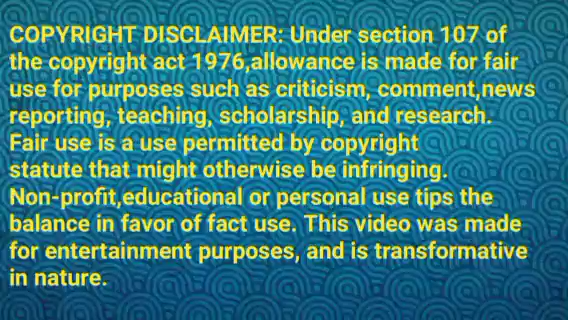 COPYRIGHT DISCLAIMER: Under section 107 of
the copyright act 1976,allowance is made for fair
use for purposes such as criticism, comment,news
reporting, teaching, scholarship, and research.
Fair use is a use permitted by copyright
statute that might otherwise be infringing.
Non-profit,educational or personal use tips the
balance in favor of fact use. This video was made
for entertainment purposes, and is transformative
in nature.